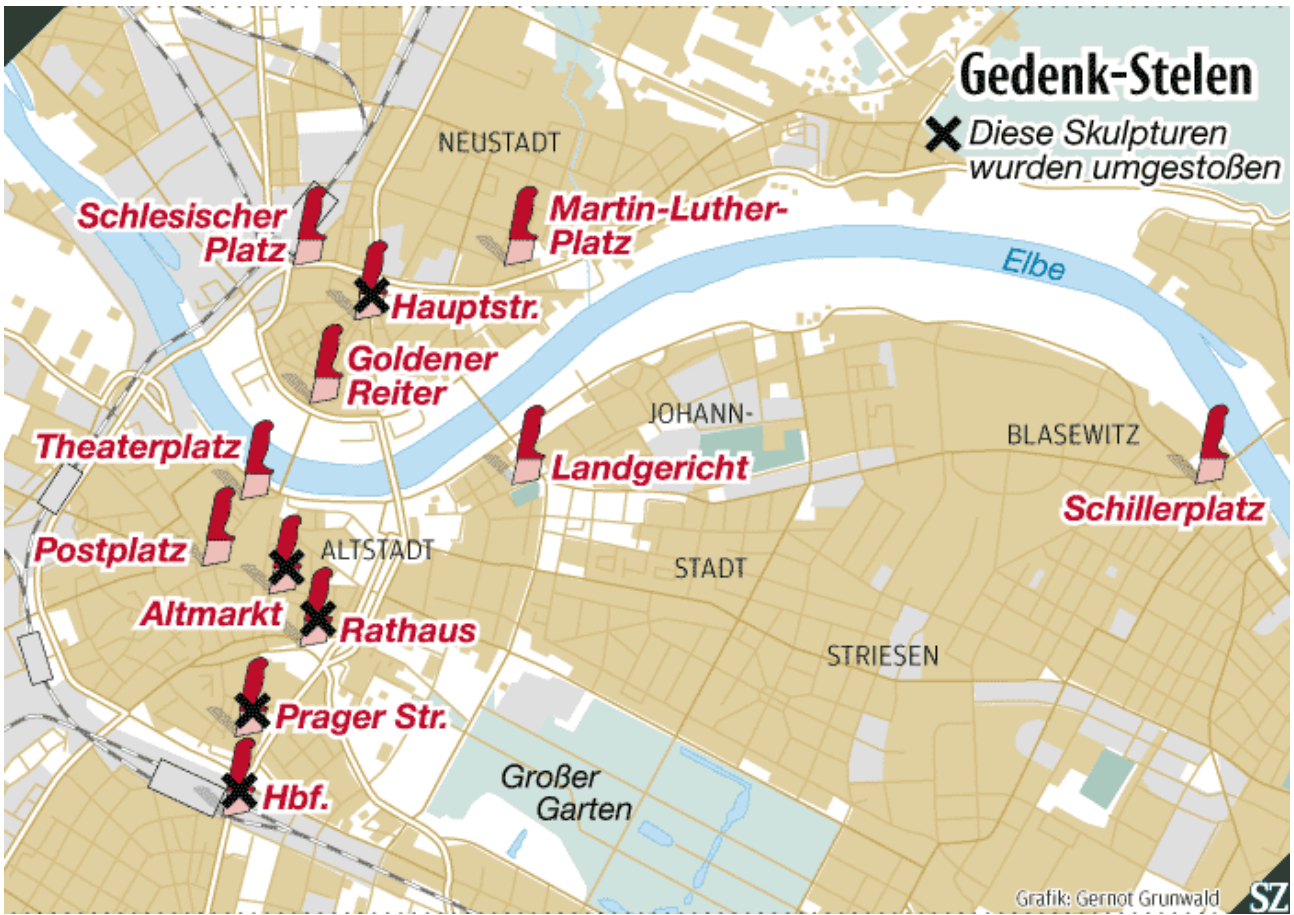 Gedenk-Stelen
Diese Skulpturen
wurden umgestoßen
NEUSTADT
Schlesischer
Platz
Martin-Luther-
Platz
Hauptstr.
Elbe
Goldener
Reiter
JOHANN-
BLASEWITZ
Theaterplatz
Landgericht
Schillerplatz
Postplatz
ALTSTADT
STADT
Altmarkt
Rathaus
STRIESEN
Prager Str.
Großer
Garten
Hbf.
Grafik: Gernot Grunwald
SZ